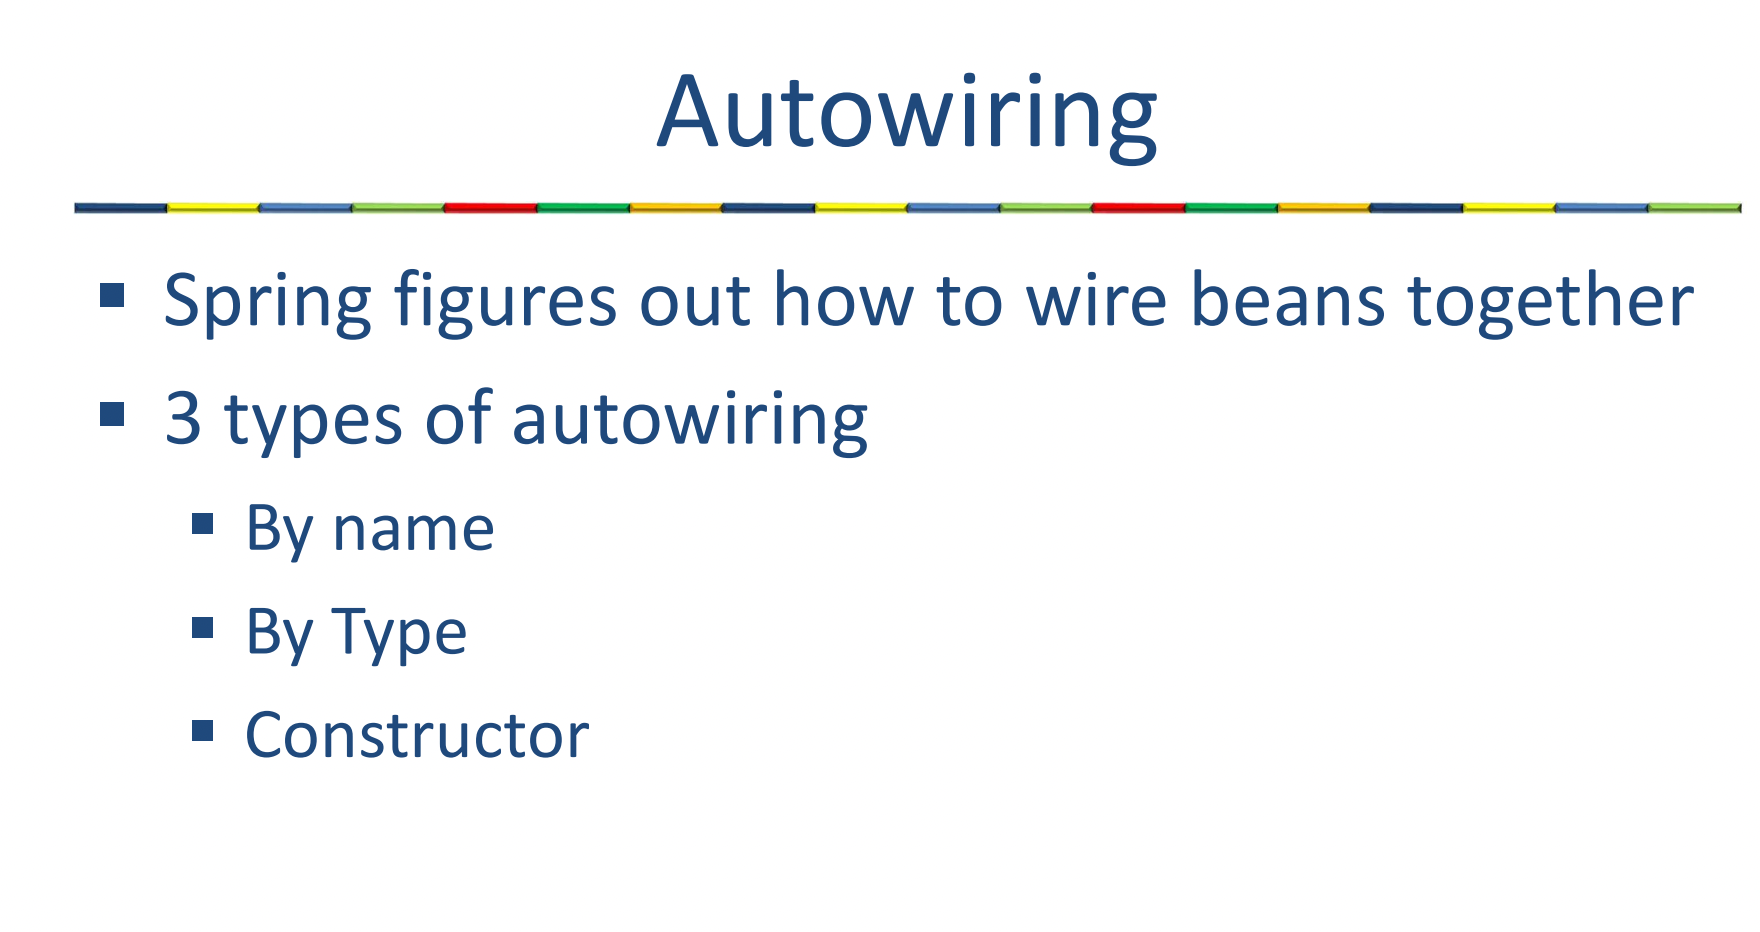 Autowiring
▪ Spring figures out how to wire beans together
▪ 3 types of autowiring
▪ By name
▪ By Type
▪ Constructor